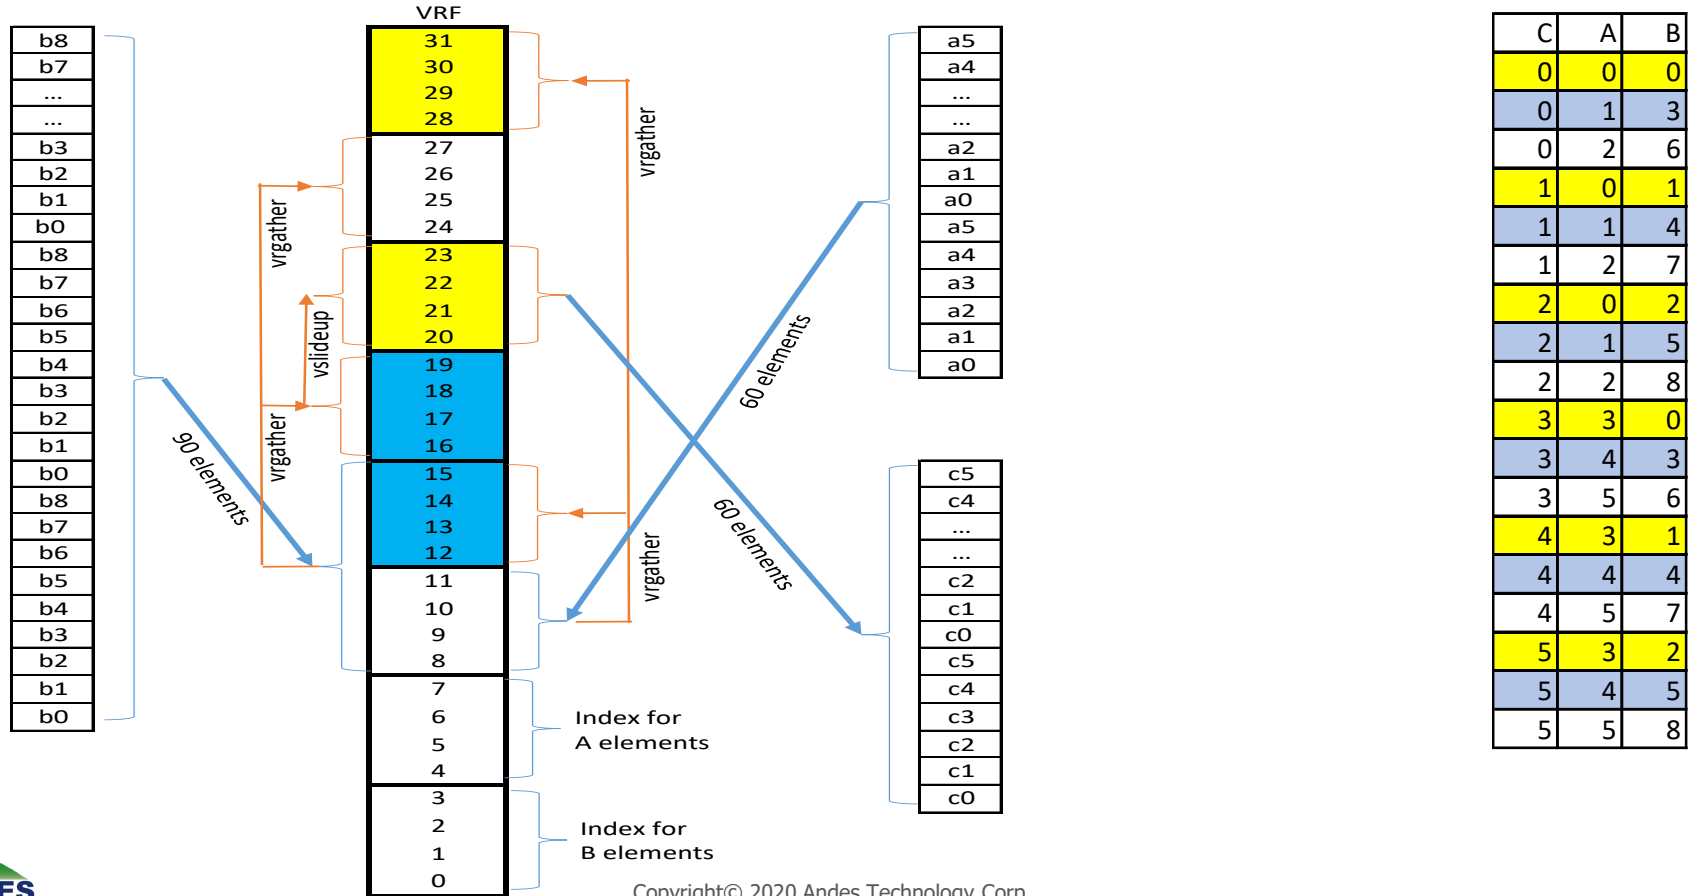 VRF
b8
b7
...
...
b3
b2
b1
b0
b8
b7
b6
b5
b4
b3
b2
b1
b0
b8
b7
b6
b5
b4
b3
b2
b1
b0
90 elements
vrgather
vrgather
vslideup
31
30
29
28
27
26
25
24
23
22
21
20
19
18
17
16
15
14
13
12
11
10
9
8
7
6
5
4
3
2
1
0
vrgather
vrgather
60 elements
60 elements
Index for
A elements
Index for
B elements
a5
a4
...
...
a2
a1
a0
a5
a4
a3
a2
a1
a0
c5
c4
...
...
c2
c1
c0
c5
c4
c3
c2
c1
c0
C A B
0 0 0
0 1 3
0 2 6
1 0 1
1 1 4
1 2 7
2 0 2
2 1 5
2 2 8
3 3 0
3 4 3
3 5 6
4 3 1
4 4 4
4 5 7
5 3 2
5 4 5
5 5 8
Copyright© 2020 Andes Technology Corp.